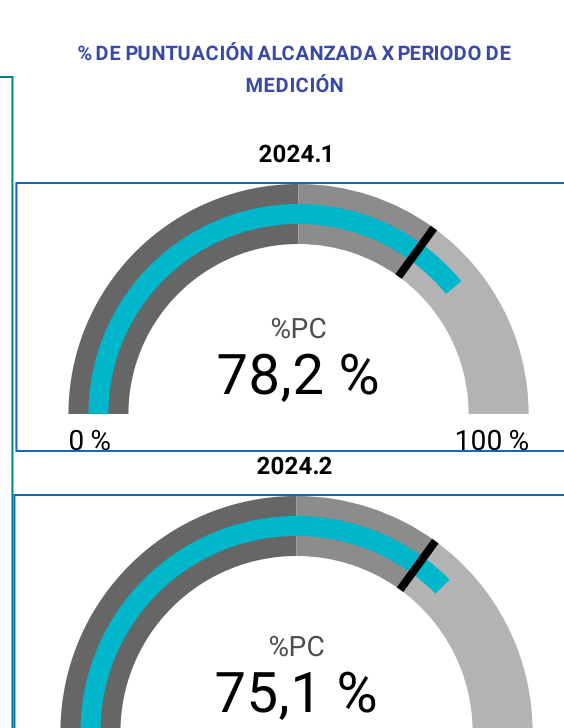 % DE PUNTUACIÓN ALCANZADA X PERIODO DE
MEDICIÓN
2024.1
%PC
78,2 %
0 % 100 %
2024.2
%PC
75,1 %